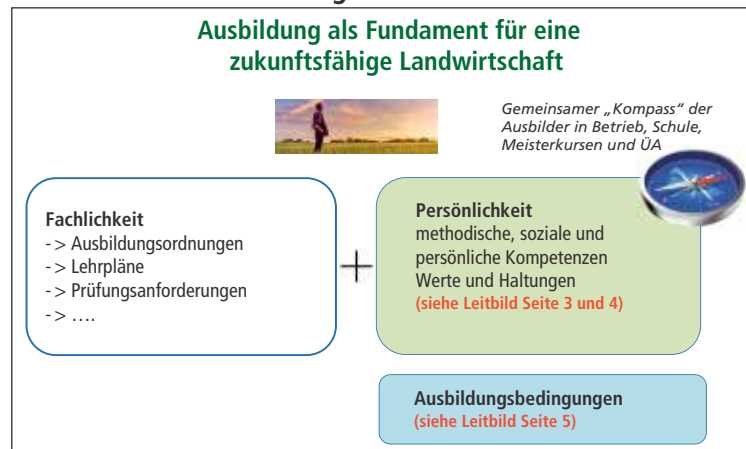 Ausbildung als Fundament für eine
zukunftsfähige Landwirtschaft
Gemeinsamer „Kompass“ der
Ausbilder in Betrieb, Schule,
Meisterkursen und ÜA
Fachlichkeit
- > Ausbildungsordnungen
- > Lehrpläne
- > Prüfungsanforderungen
- > ….
+
Persönlichkeit
methodische, soziale und
persönliche Kompetenzen
Werte und Haltungen
(siehe Leitbild Seite 3 und 4)
Ausbildungsbedingungen
(siehe Leitbild Seite 5)